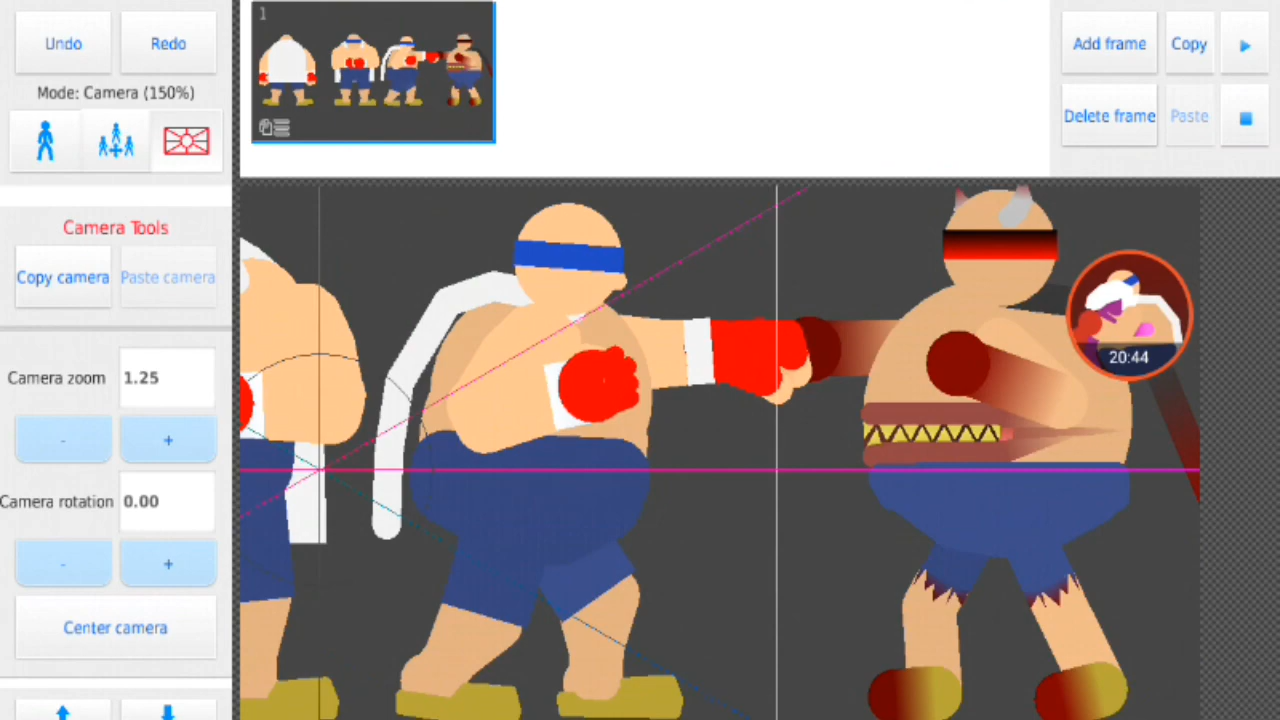 Undo
Redo
Mode: Camera (150%)
Camera Tools
Copy camera
Paste camera
Camera zoom
1.25
-
+
Camera rotation
0.00
-
+
Center camera
1
Add frame
Copy
Delete frame
Paste
20:44